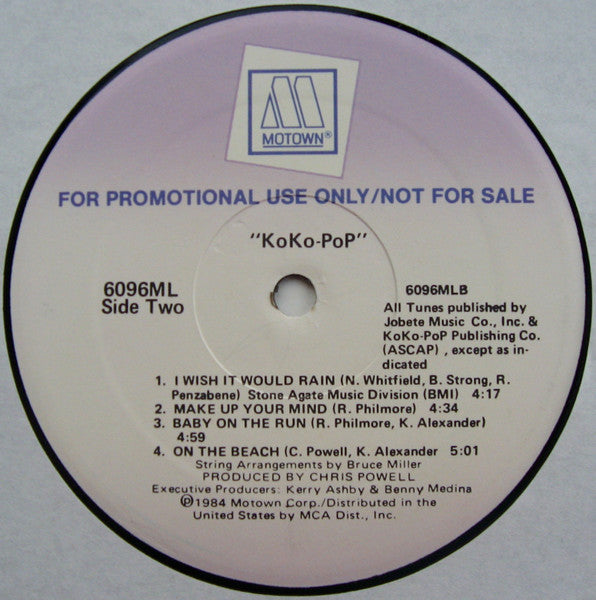 MOTOWN®
FOR PROMOTIONAL USE ONLY/NOT FOR SALE
"KoKo-PoP"
6096ML
Side Two
6096MLB
All Tunes published by
Jobete Music Co., Inc. &
KoKo-PoP Publishing Co.
(ASCAP) , except as in-
dicated
1. I WISH IT WOULD RAIN (N. Whitfield, B. Strong, R.
Penzabene) Stone Agate Music Division (BMI) 4:17
2. MAKE UP YOUR MIND (R. Philmore) 4:34
3. BABY ON THE RUN (R. Philmore, K. Alexander)
4:59
4. ON THE BEACH (C. Powell, K. Alexander 5:01
String Arrangements by Bruce Miller
PRODUCED BY CHRIS POWELL
Executive Producers: Kerry Ashby & Benny Medina
℗1984 Motown Corp./Distributed in the
United States by MCA Dist., Inc.